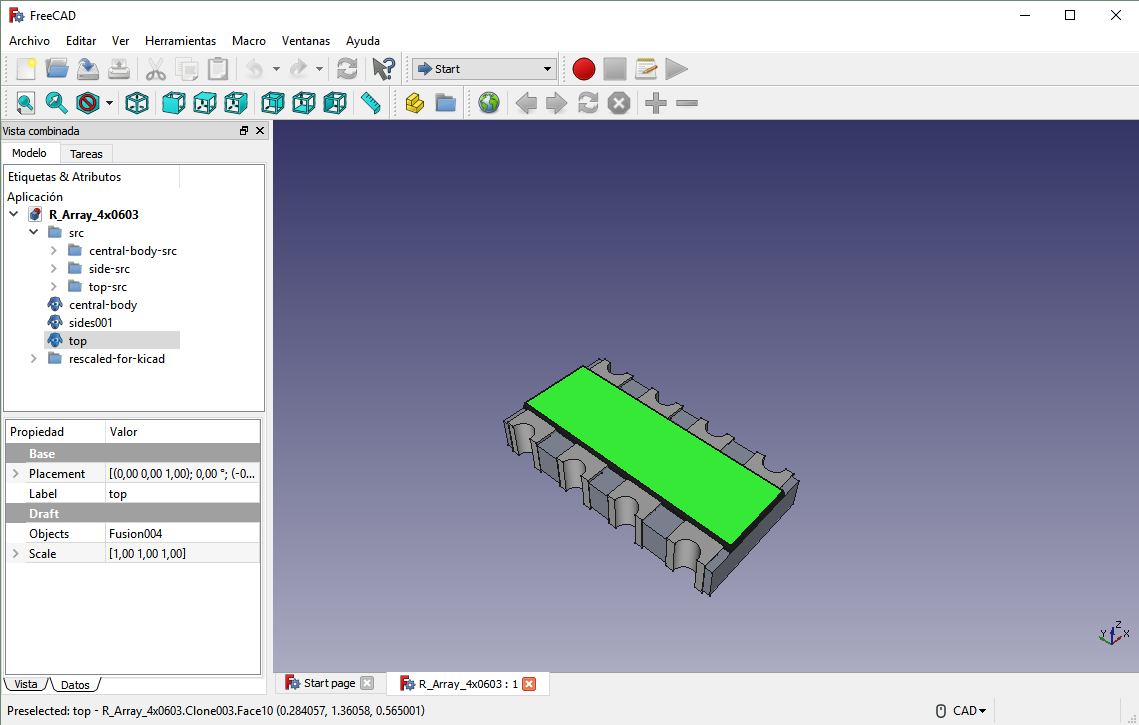 FreeCAD
Archivo Editar Ver Herramientas Macro Ventanas Ayuda
Start
Vista combinada
Modelo Tareas
Etiquetas & Atributos
Aplicación
R_Array_4x0603
src
central-body-src
side-src
top-src
central-body
sides001
top
rescaled-for-kicad
Propiedad Valor
Base
Placement [(0,00 0,00 1,00); 0,00 °; (-0...
Label top
Draft
Objects Fusion004
Scale [1,00 1,00 1,00]
Z
Y X
Vista Datos
Start page R_Array_4x0603 : 1
Preselected: top - R_Array_4x0603.Clone003.Face10 (0.284057, 1.36058, 0.565001) CAD